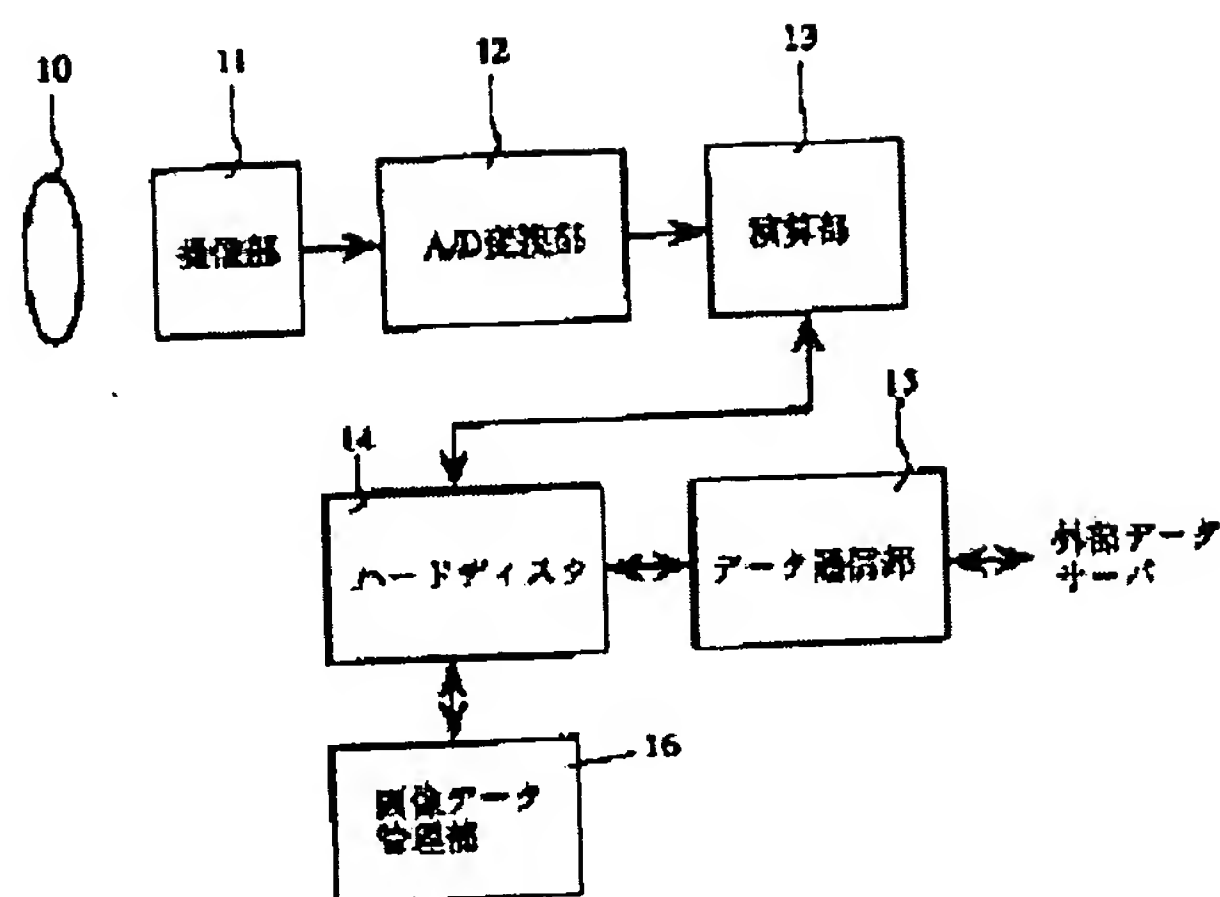 10
11
12
13
撮像部
A/D変換部
演算部
14
15
ハードディスク
データ通信部
外部データ
サーバ
16
画像データ
管理部